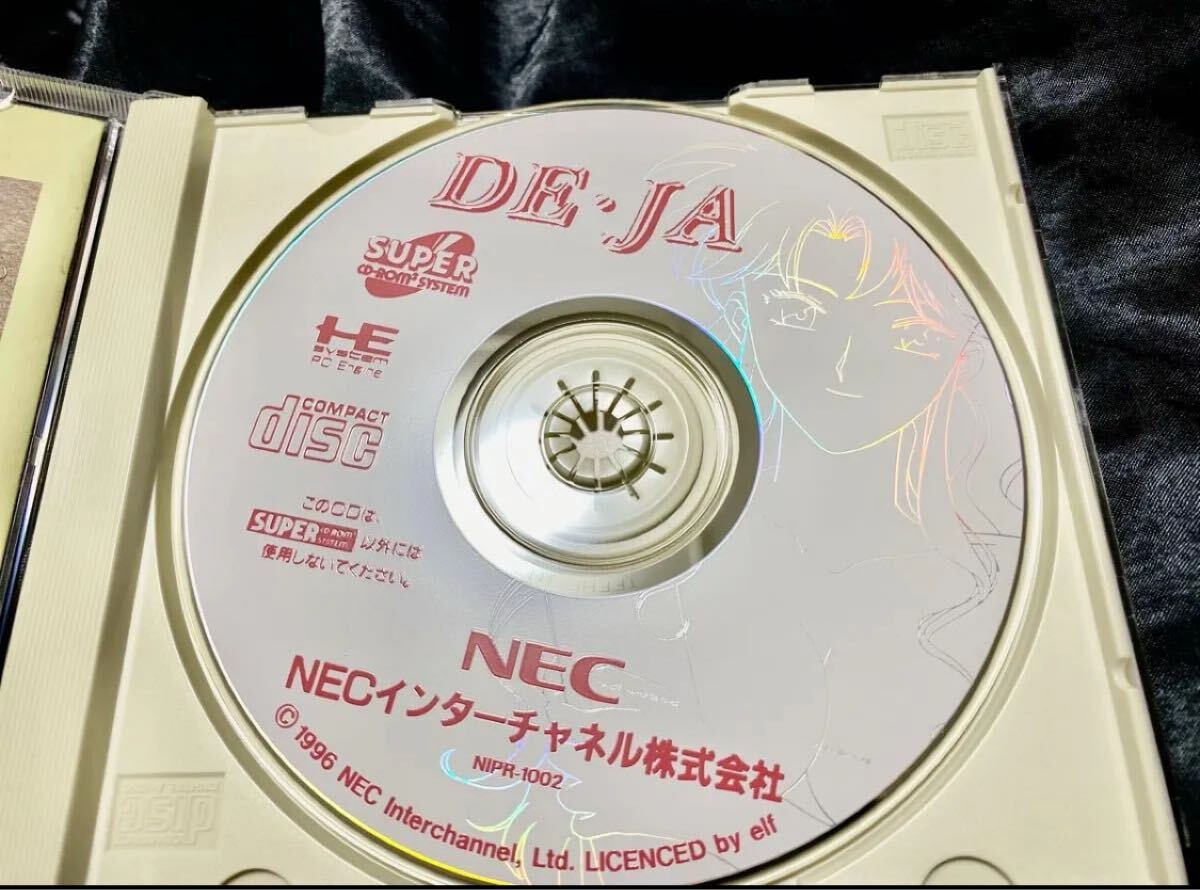 DE・JA
SUPER
CD-ROM² SYSTEM
HE
SYSTEM
PC Engine
COMPACT
disc
このCDは、
SUPER CD-ROM² SYSTEM 以外には
使用しないでください。
NEC
NECインターチャネル株式会社
NIPR-1002
© 1996 NEC Interchannel, Ltd. LICENCED by elf
disc
disc